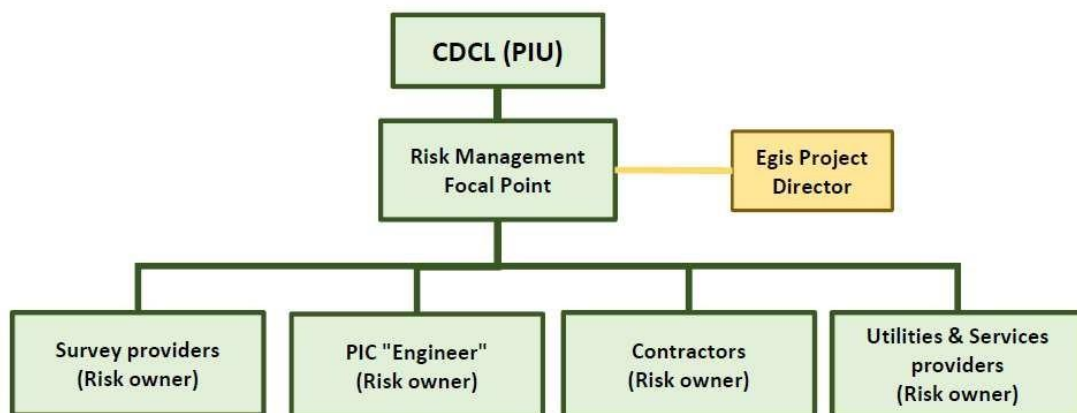 CDCL (PIU)
Risk Management
Focal Point
Egis Project
Director
Survey providers
(Risk owner)
PIC "Engineer"
(Risk owner)
Contractors
(Risk owner)
Utilities & Services
providers
(Risk owner)